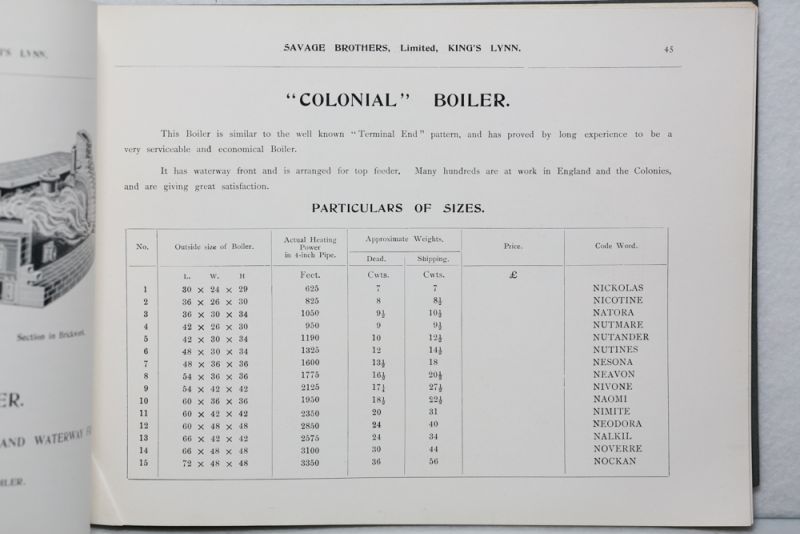 'S LYNN.
Section in Brickwork.
ER.
AND WATERWAY
SAVAGE BROTHERS, Limited, KING'S LYNN. 45
"COLONIAL" BOILER.
This Boiler is similar to the well known "Terminal End" pattern, and has proved by long experience to be a
very serviceable and economical Boiler.
It has waterway front and is arranged for top feeder, Many hundreds are at work in England and the Colonies,
and are giving great satisfaction.
PARTICULARS OF SIZES.
No. Outside size of Boiler. Actual Heating Power in 4-inch Pipe. Approximate Weights. Price. Code Word.
Dead. Shipping.
L. W. H Feet. Cwts. Cwts. £
1 30 × 24 × 29 625 7 7 NICKOLAS
2 36 × 26 × 30 825 8 8½ NICOTINE
3 36 × 30 × 34 1050 9½ 10½ NATORA
4 42 × 26 × 30 950 9 9½ NUTMARE
5 42 × 30 × 34 1190 10 12½ NUTANDER
6 48 × 30 × 34 1325 12 14½ NUTINES
7 48 × 36 × 36 1600 13½ 18 NESONA
8 54 × 36 × 36 1775 16½ 20½ NEAVON
9 54 × 42 × 42 2125 17½ 27½ NIVONE
10 60 × 36 × 36 1950 18½ 22½ NAOMI
11 60 × 42 × 42 2350 20 31 NIMITE
12 60 × 48 × 48 2850 24 40 NEODORA
13 66 × 42 × 42 2575 24 34 NALKIL
14 66 × 48 × 48 3100 30 44 NOVERRE
15 72 × 48 × 48 3350 36 56 NOCKAN